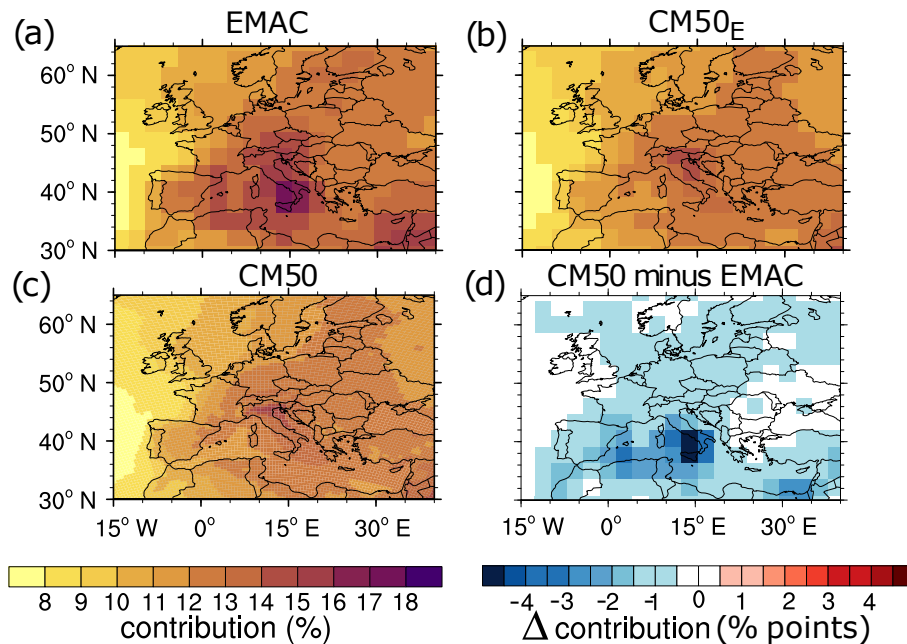 (a) EMAC
(b) CM50E
60° N
50° N
40° N
30° N
60° N
50° N
40° N
30° N
(c) CM50
(d) CM50 minus EMAC
60° N
50° N
40° N
30° N
60° N
50° N
40° N
30° N
15° W 0° 15° E 30° E
15° W 0° 15° E 30° E
8 9 10 11 12 13 14 15 16 17 18
contribution (%)
-4 -3 -2 -1 0 1 2 3 4
Δ contribution (% points)